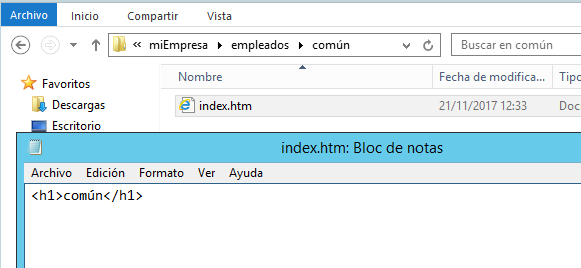 Archivo Inicio Compartir Vista
« miEmpresa empleados común
Buscar en común
Favoritos
Descargas
Escritorio
Nombre Fecha de modifica... Tipo
index.htm 21/11/2017 12:33 Doc
index.htm: Bloc de notas
Archivo Edición Formato Ver Ayuda
<h1>común</h1>